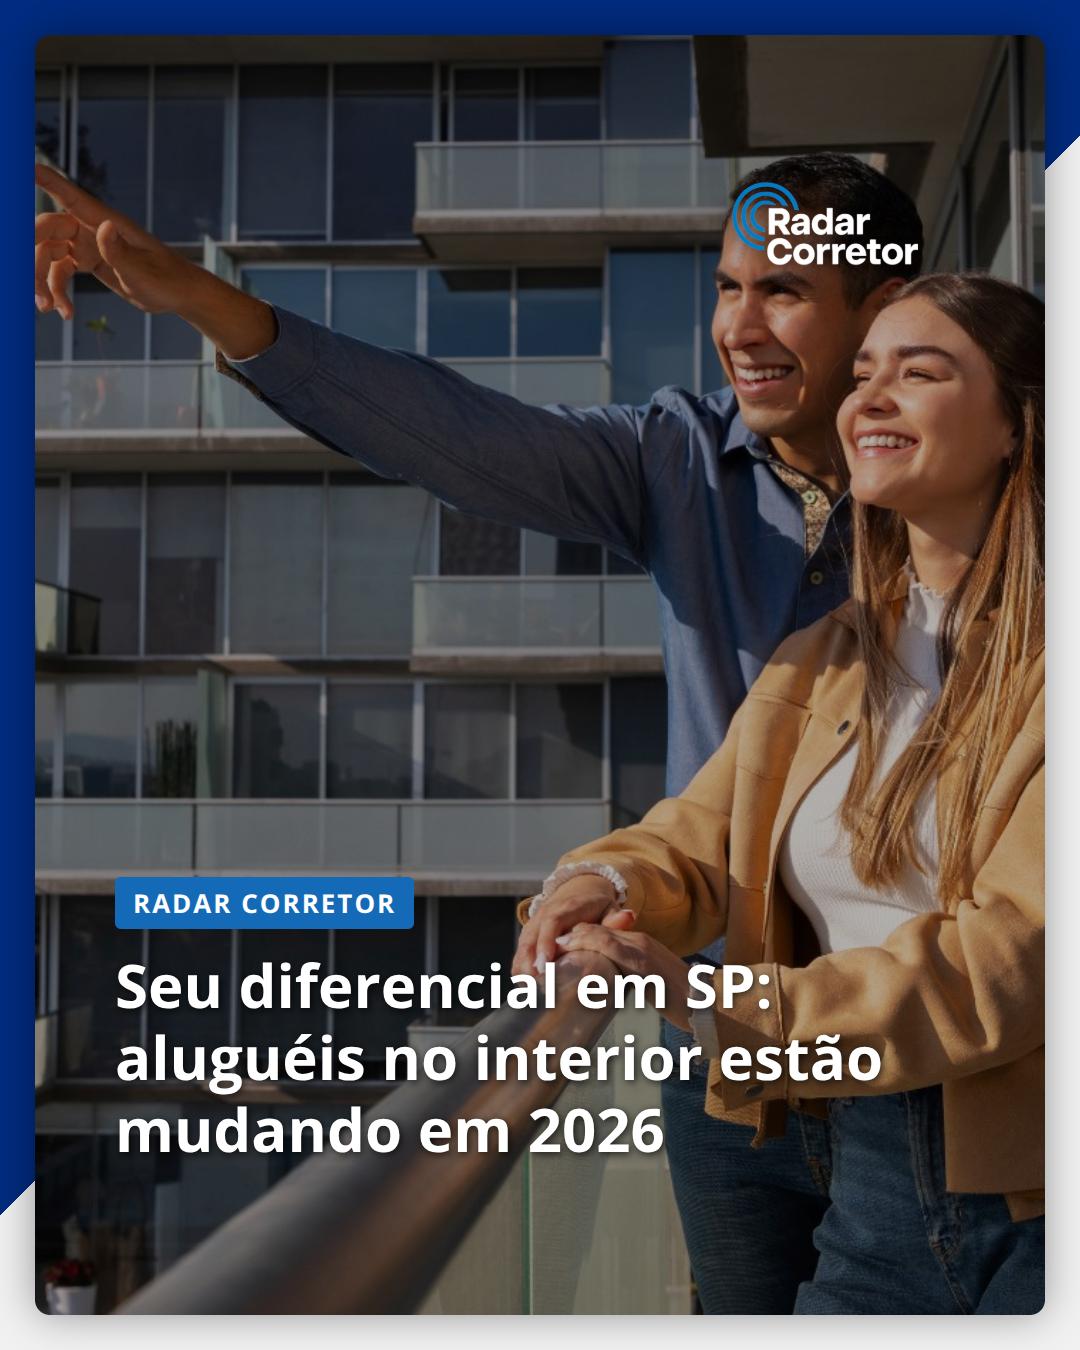 Radar
Corretor
RADAR CORRETOR
Seu diferencial em SP:
aluguéis no interior estão
mudando em 2026